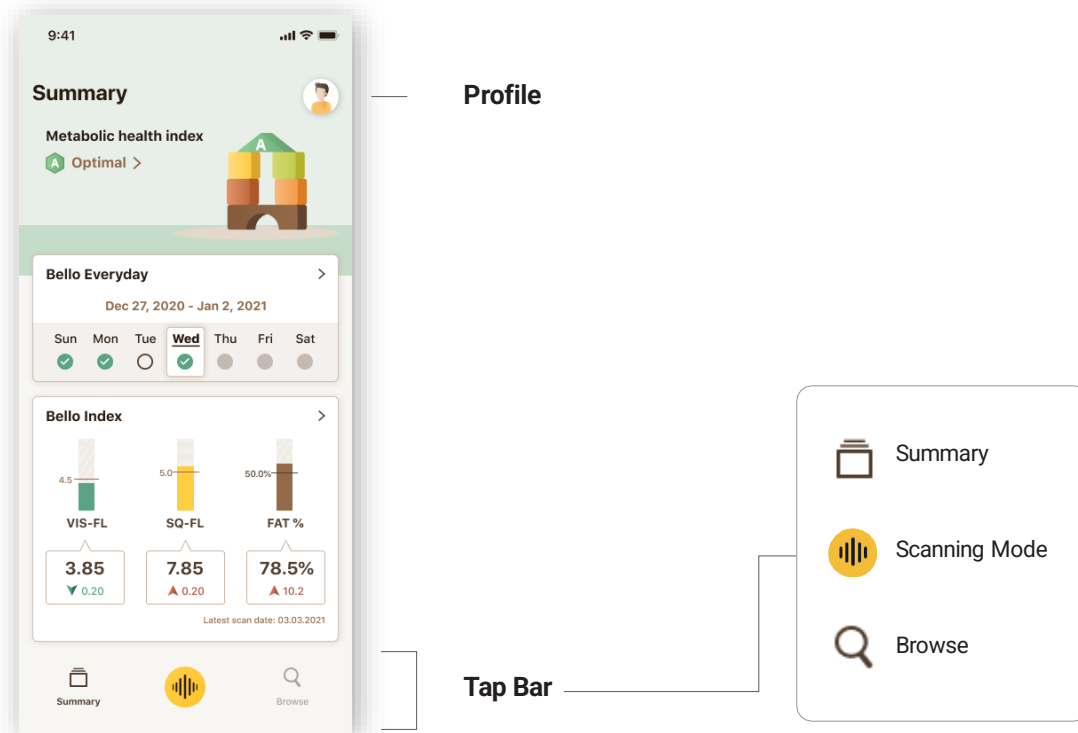 9:41
Summary
Profile
Metabolic health index
A Optimal >
A
Bello Everyday >
Dec 27, 2020 - Jan 2, 2021
Sun Mon Tue Wed Thu Fri Sat
Bello Index >
4.5
5.0
50.0%
VIS-FL SQ-FL FAT %
3.85 7.85 78.5%
0.20 0.20 10.2
Latest scan date: 03.03.2021
Summary Browse
Tap Bar
Summary
Scanning Mode
Browse